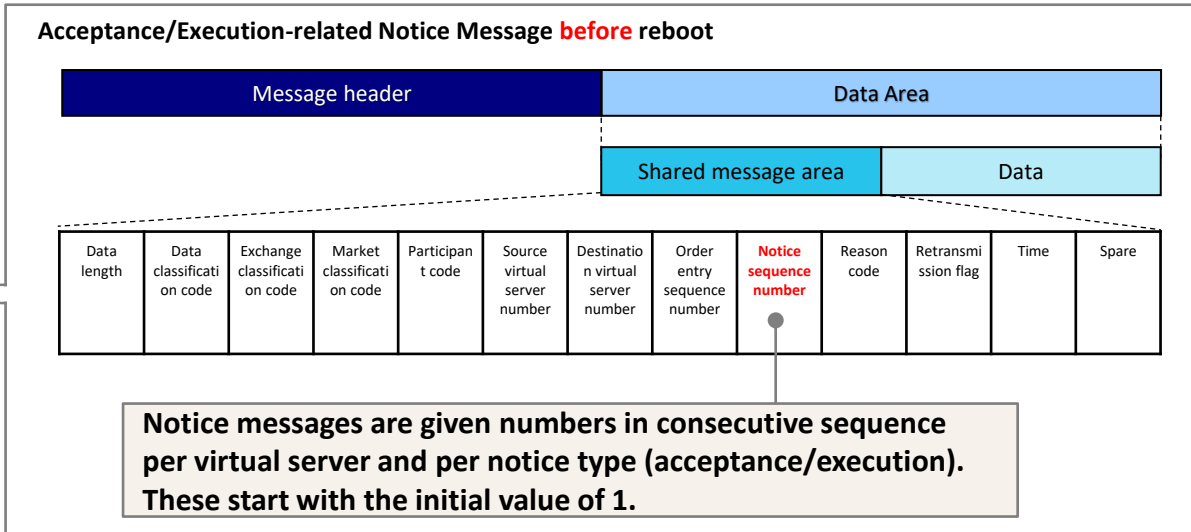 Acceptance/Execution-related Notice Message before reboot
Message header
Data Area
Shared message area
Data
Data
length
Data
classificati
on code
Exchange
classificati
on code
Market
classificati
on code
Participan
t code
Source
virtual
server
number
Destinatio
n virtual
server
number
Order
entry
sequence
number
Notice
sequence
number
Reason
code
Retransmi
ssion flag
Time
Spare
Notice messages are given numbers in consecutive sequence
per virtual server and per notice type (acceptance/execution).
These start with the initial value of 1.